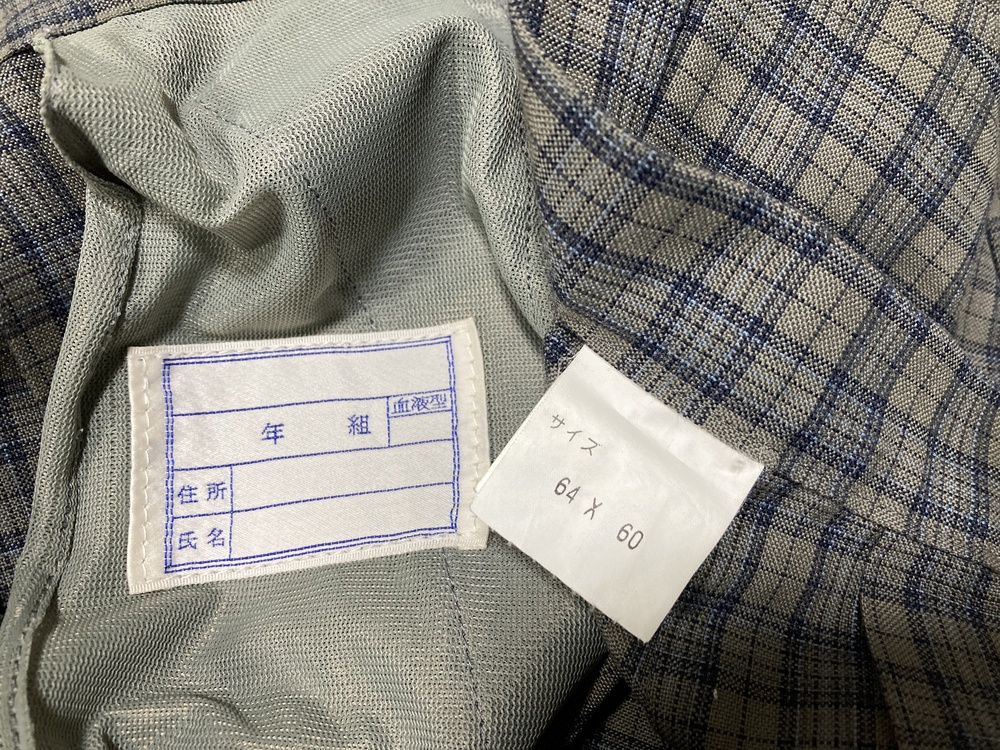 血液型
年 組
住所
氏名
サイズ
64 X 60